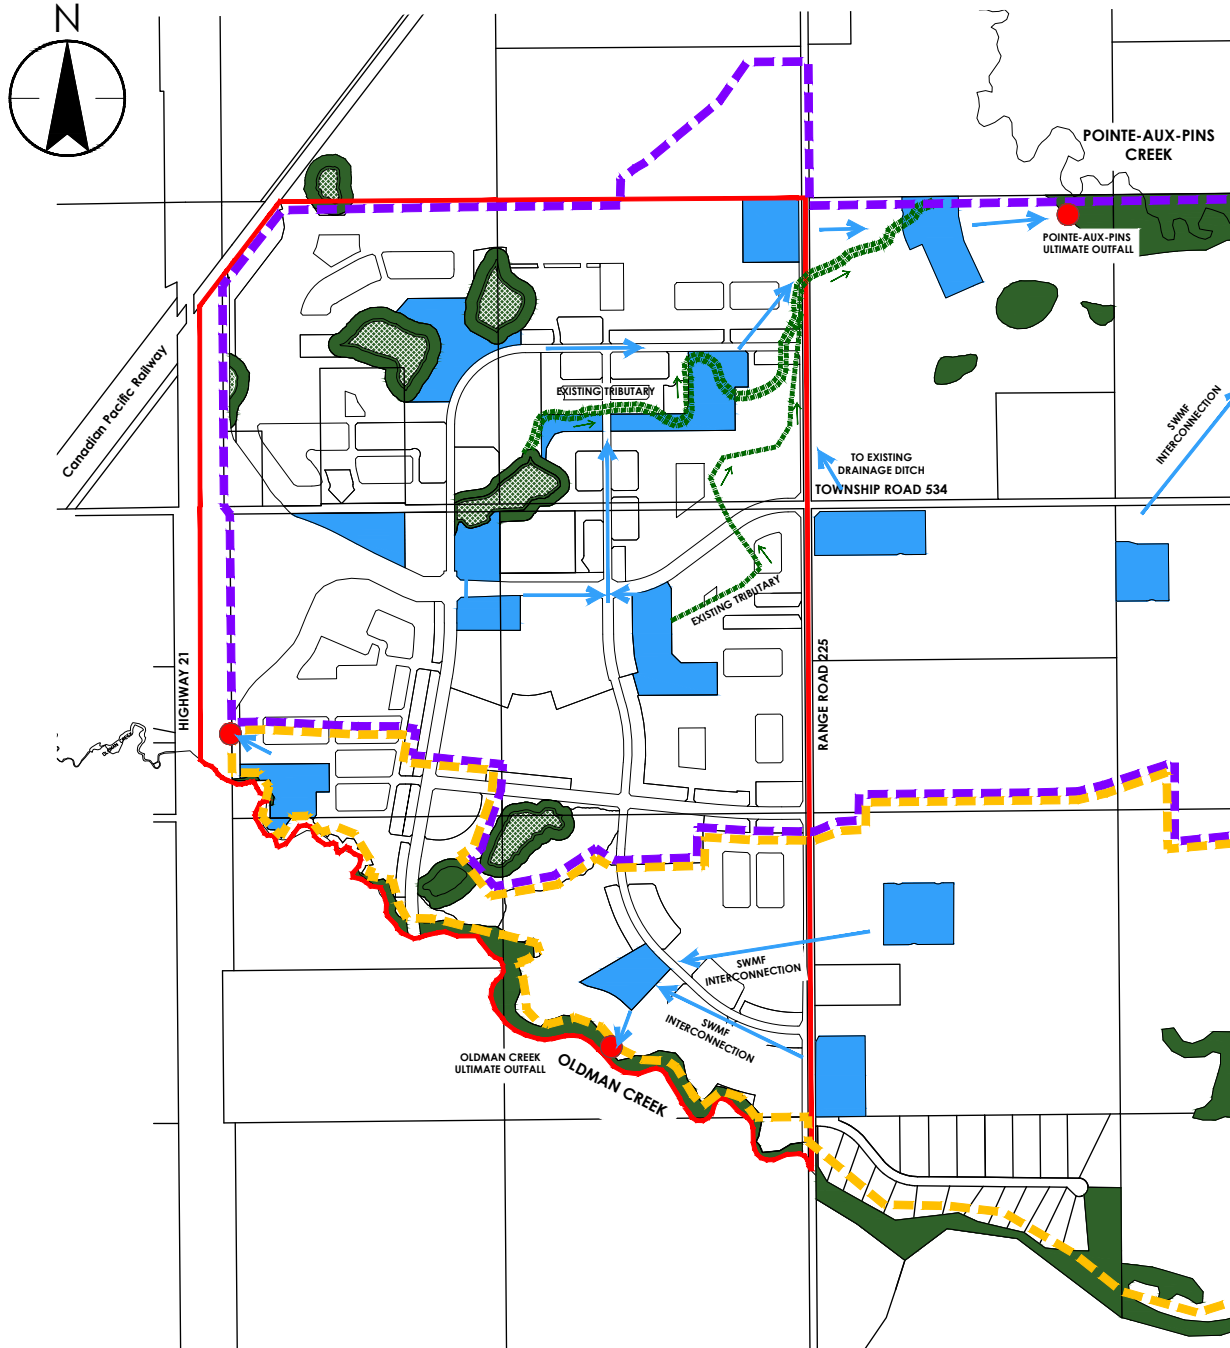 N
POINTE-AUX-PINS
CREEK
POINTE-AUX-PINS
ULTIMATE OUTFALL
Canadian Pacific Railway
EXISTING TRIBUTARY
SWMF
INTERCONNECTION
TO EXISTING
DRAINAGE DITCH
TOWNSHIP ROAD 534
EXISTING TRIBUTARY
HIGHWAY 21
RANGE ROAD 225
SWMF
INTERCONNECTION
SWMF
INTERCONNECTION
OLDMAN CREEK
ULTIMATE OUTFALL
OLDMAN CREEK